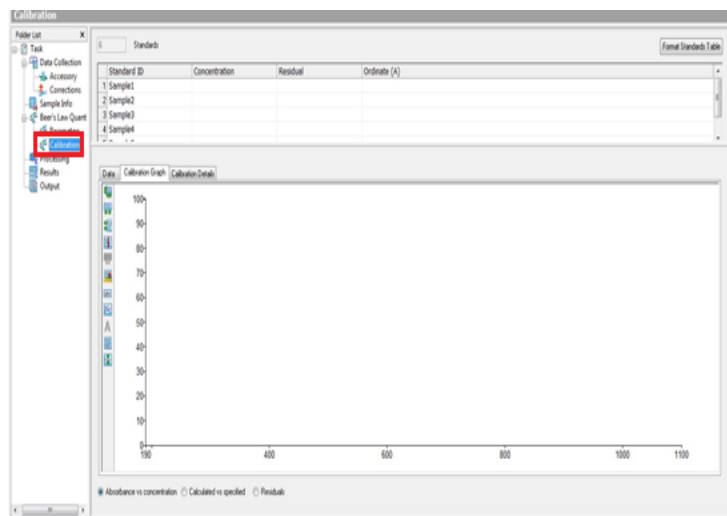 Calibration
Folder List X
Task
Data Collection
Accessory
Corrections
Sample Info
Beer's Law Quant
Parameters
Calibration
Processing
Results
Output
6 Standards
Format Standards Table
Standard ID Concentration Residual Ordinate (A)
1 Sample1
2 Sample2
3 Sample3
4 Sample4
Data Calibration Graph Calibration Details
100
90
80
70
60
50
40
30
20
10
0
190 400 600 800 1000 1100
Absorbance vs concentration Calculated vs specified Residuals